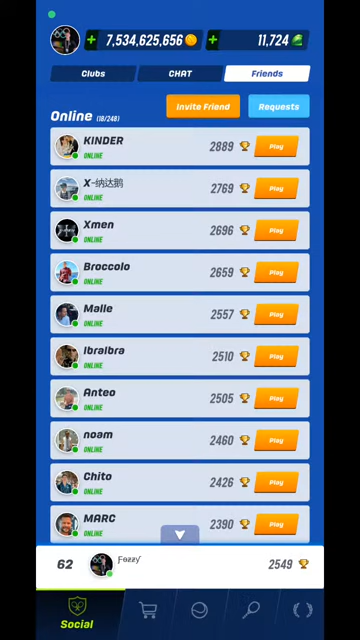 7,534,625,656
11,724
Clubs CHAT Friends
Online (18/248) Invite Friend Requests
KINDER 2889 Play
ONLINE
X-纳达鹅 2769 Play
ONLINE
Xmen 2696 Play
ONLINE
Broccolo 2659 Play
ONLINE
Malle 2557 Play
ONLINE
Ibralbra 2510 Play
ONLINE
Anteo 2505 Play
ONLINE
noam 2460 Play
ONLINE
Chito 2426 Play
ONLINE
MARC 2390 Play
ONLINE
62 Ƒøzzƴ 2549
Social